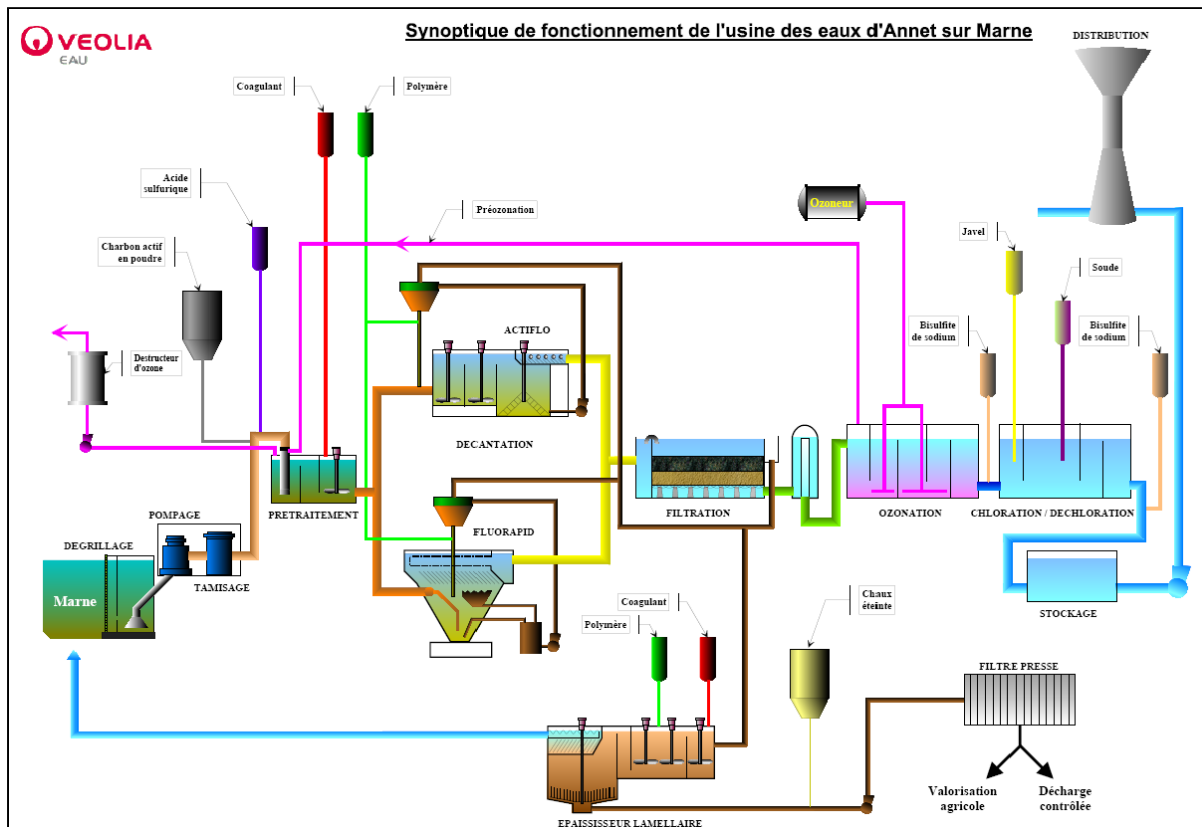 VEOLIA
EAU
Synoptique de fonctionnement de l'usine des eaux d'Annet sur Marne
DISTRIBUTION
Coagulant
Polymère
Acide
sulfurique
Préozonation
Ozoneur
Javel
Charbon actif
en poudre
Soude
Bisulfite
de sodium
Bisulfite
de sodium
Destructeur
d'ozone
ACTIFLO
DECANTATION
PRETRAITEMENT
FILTRATION
OZONATION
CHLORATION / DECHLORATION
POMPAGE
FLUORAPID
DEGRILLAGE
TAMISAGE
Marne
STOCKAGE
Coagulant
Polymère
Chaux
éteinte
FILTRE PRESSE
Valorisation
agricole
Décharge
contrôlée
EPAISSISSEUR LAMELLAIRE